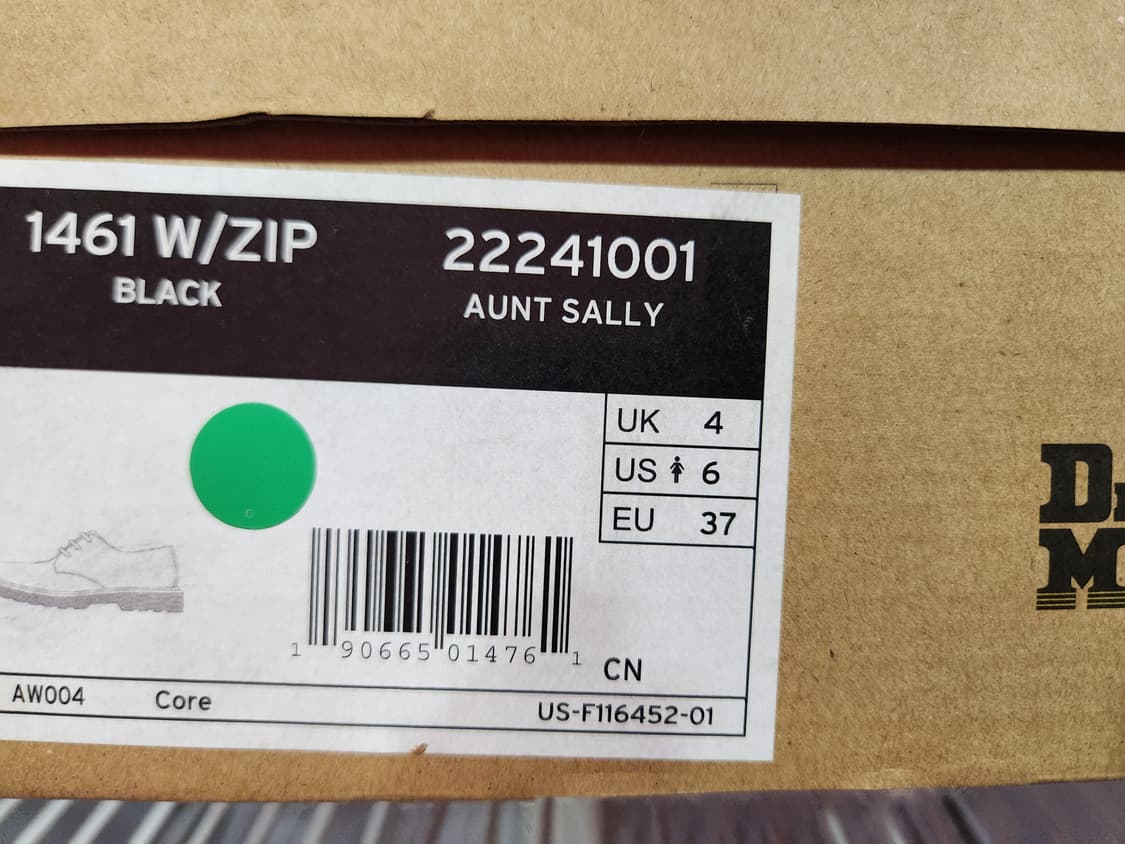 1461 W/ZIP
BLACK
22241001
AUNT SALLY
UK 4
US 6
EU 37
1 90665 01476 1
CN
AW004 Core US-F116452-01